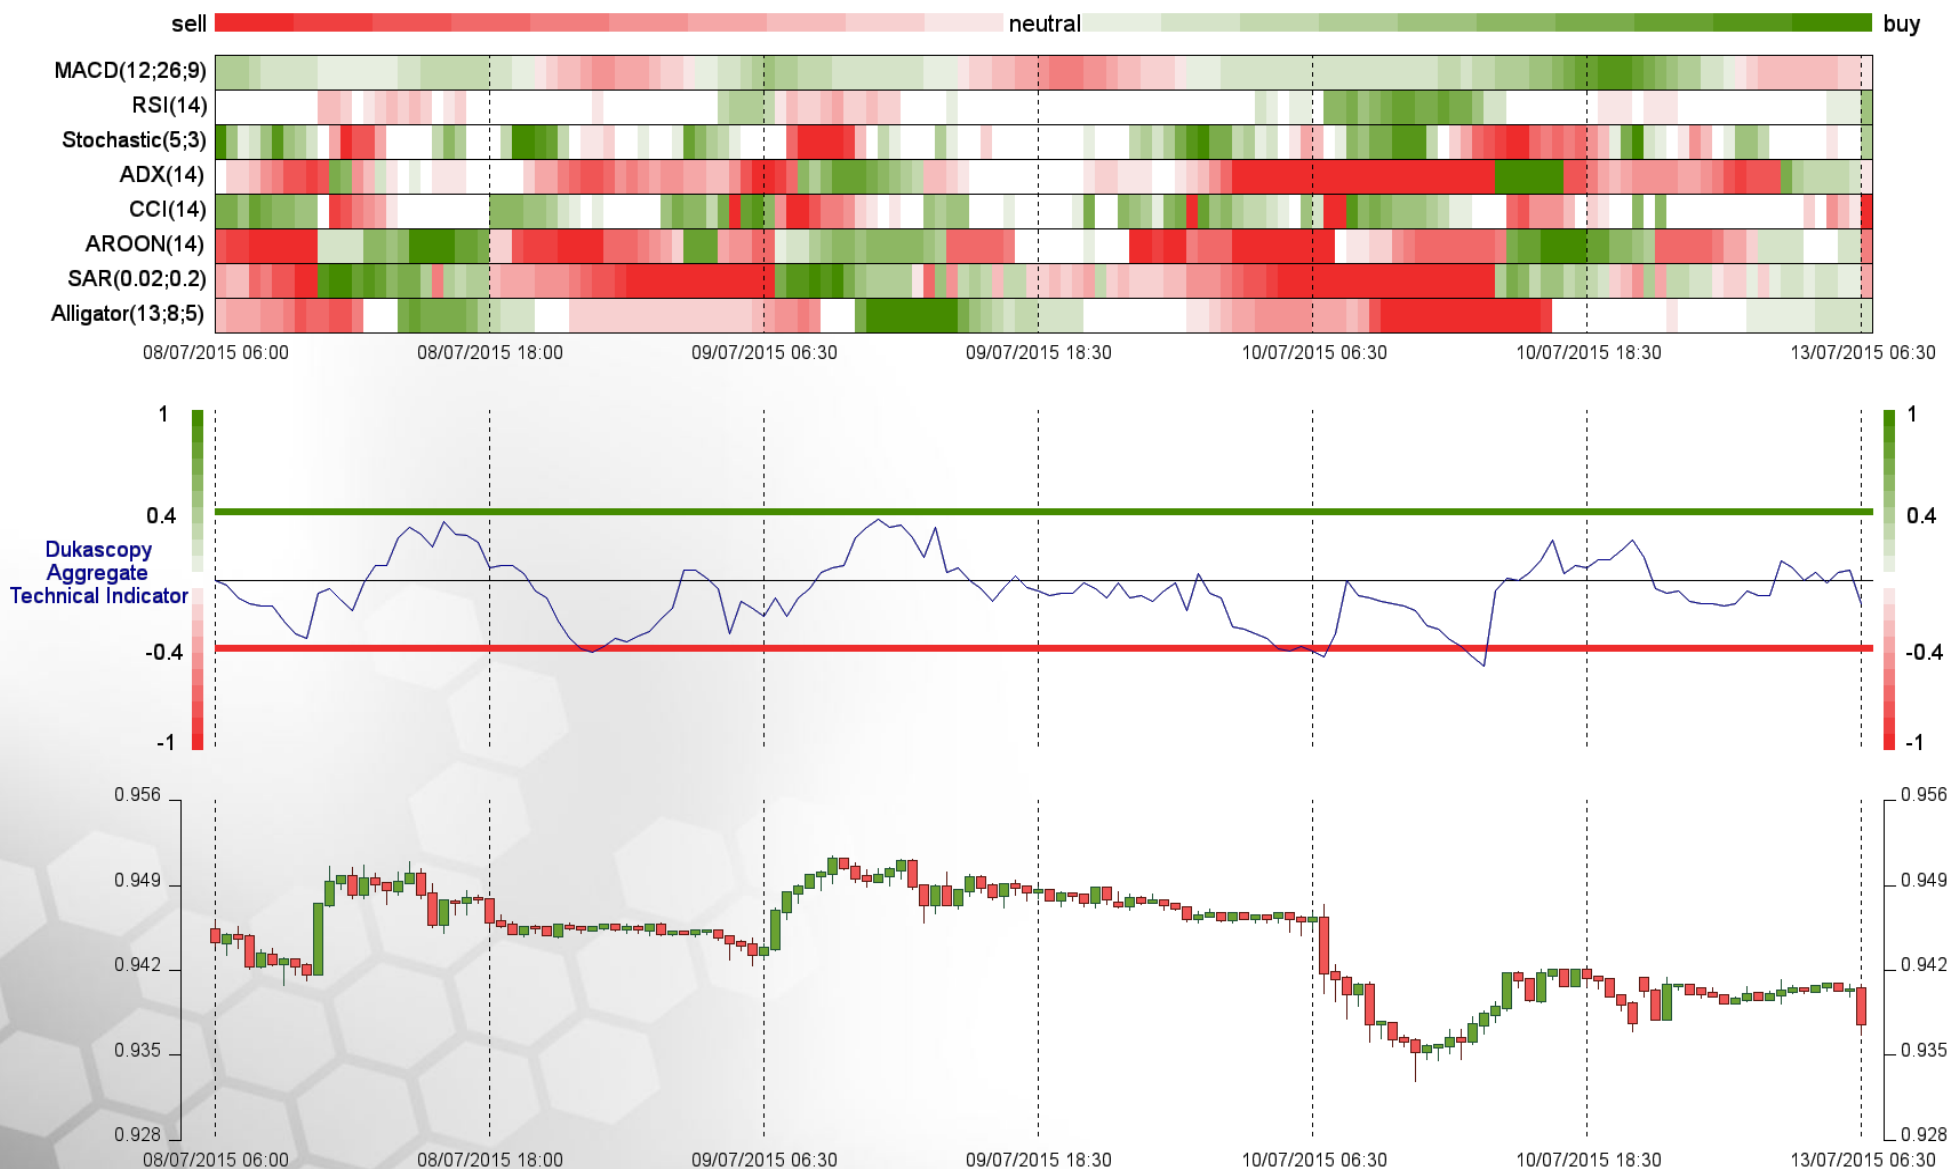 sell neutral buy
MACD(12;26;9)
RSI(14)
Stochastic(5;3)
ADX(14)
CCI(14)
AROON(14)
SAR(0.02;0.2)
Alligator(13;8;5)
08/07/2015 06:00 08/07/2015 18:00 09/07/2015 06:30 09/07/2015 18:30 10/07/2015 06:30 10/07/2015 18:30 13/07/2015 06:30
1 1
0.4 0.4
Dukascopy
Aggregate
Technical Indicator
-0.4 -0.4
-1 -1
0.956 0.956
0.949 0.949
0.942 0.942
0.935 0.935
0.928 0.928
08/07/2015 06:00 08/07/2015 18:00 09/07/2015 06:30 09/07/2015 18:30 10/07/2015 06:30 10/07/2015 18:30 13/07/2015 06:30